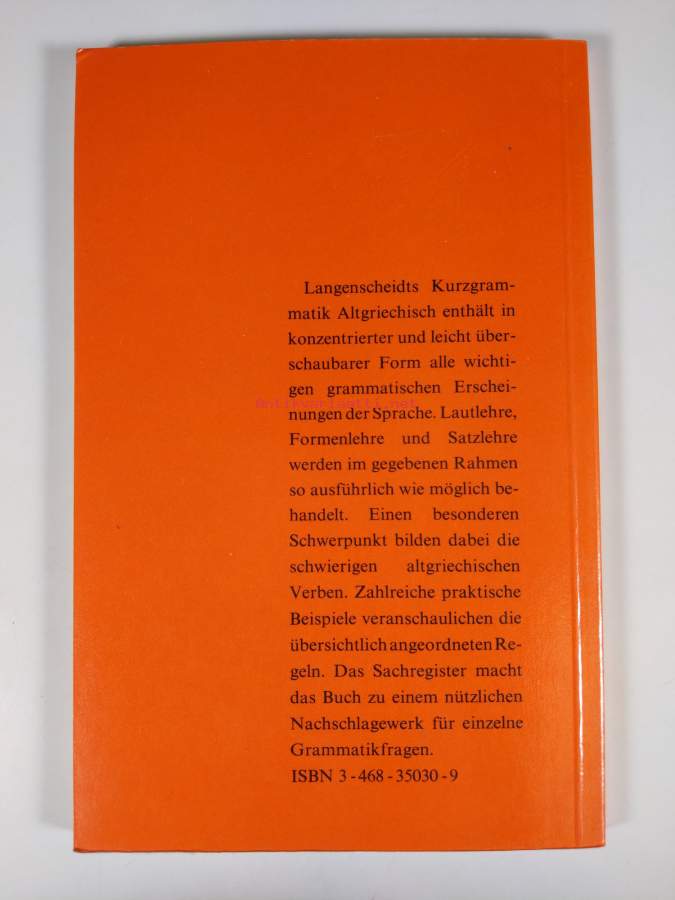 Langenscheidts Kurzgram-
matik Altgriechisch enthält in
konzentrierter und leicht über-
schaubarer Form alle wichti-
gen grammatischen Erschei-
antikvariaatti.net
nungen der Sprache. Lautlehre,
Formenlehre und Satzlehre
werden im gegebenen Rahmen
so ausführlich wie möglich be-
handelt. Einen besonderen
Schwerpunkt bilden dabei die
schwierigen altgriechischen
Verben. Zahlreiche praktische
Beispiele veranschaulichen die
übersichtlich angeordneten Re-
geln. Das Sachregister macht
das Buch zu einem nützlichen
Nachschlagewerk für einzelne
Grammatikfragen.
ISBN 3-468-35030-9